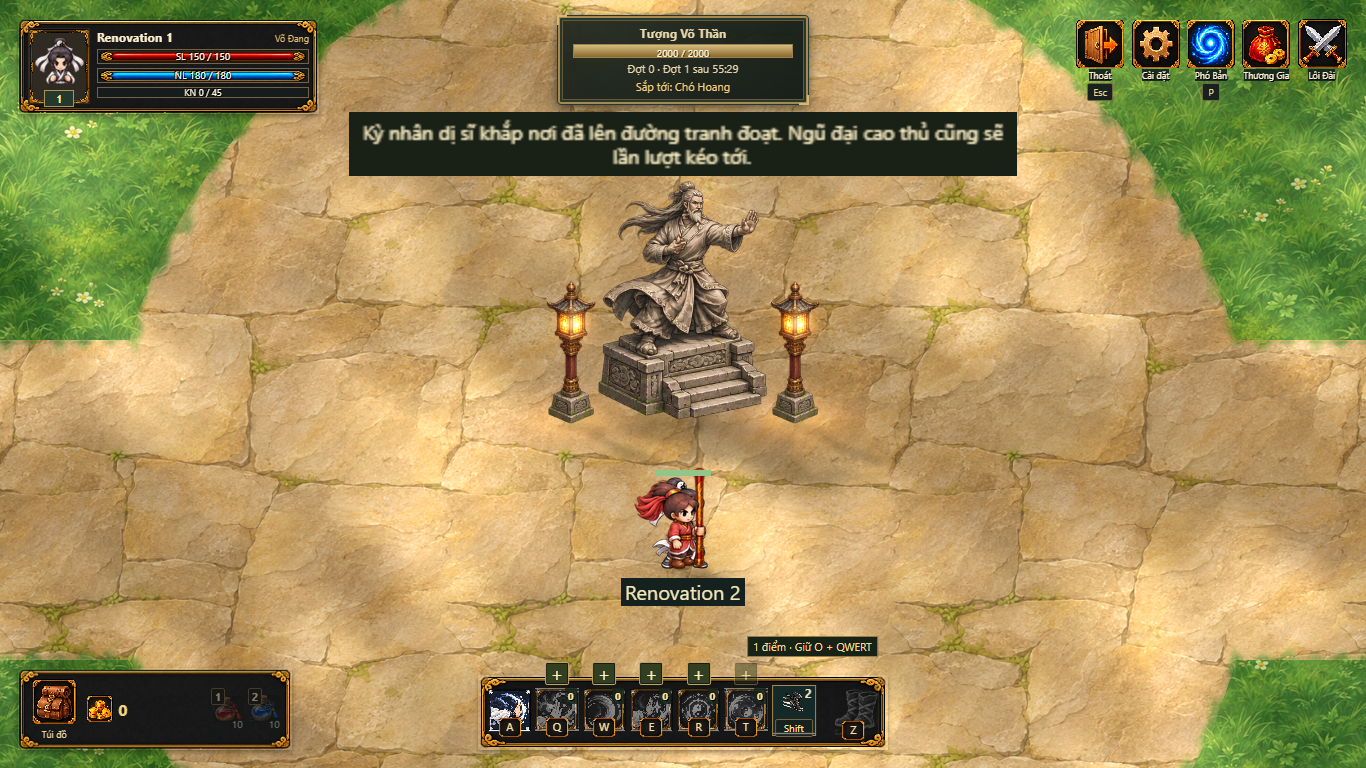 Renovation 1
Võ Đang
SL 150 / 150
NL 180 / 180
KN 0 / 45
1
Tượng Võ Thần
2000 / 2000
Đợt 0 · Đợt 1 sau 55:29
Sắp tới: Chó Hoang
Thoát
Cài đặt
Phó Bản
Thương Gia
Lôi Đài
Esc
P
Kỳ nhân dị sĩ khắp nơi đã lên đường tranh đoạt. Ngũ đại cao thủ cũng sẽ
lần lượt kéo tới.
Renovation 2
1 điểm · Giữ O + QWERT
+ + + + +
Túi đồ
0
1
10
2
10
A
0
Q
0
W
0
E
0
R
0
T
2
Shift
Z